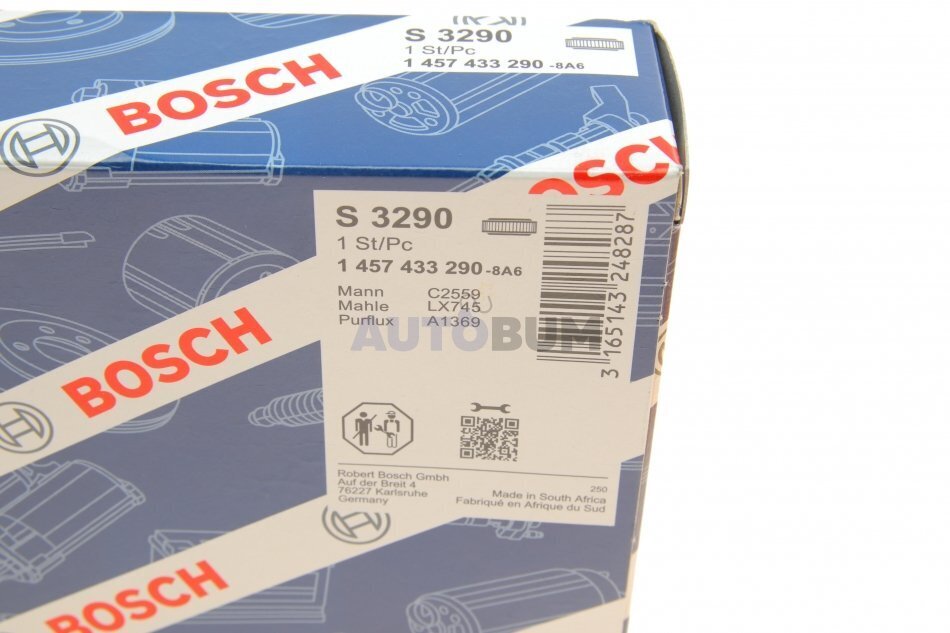 S 3290
1 St/Pc
1 457 433 290 -8A6
BOSCH
OSCH
S 3290
1 St/Pc
1 457 433 290 -8A6
Mann C2559
Mahle LX745
Purflux A1369
3 165143 248287
AUTOBUM
BOSCH
Robert Bosch Gmbh
Auf der Breit 4
76227 Karlsruhe
Germany
250
Made in South Africa
Fabriqué en Afrique du Sud
BOSCH